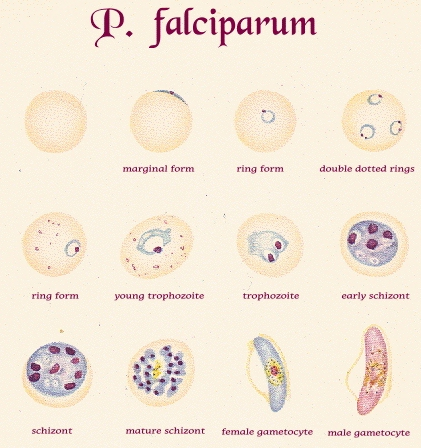 P. falciparum
marginal form
ring form
double dotted rings
ring form
young trophozoite
trophozoite
early schizont
schizont
mature schizont
female gametocyte
male gametocyte